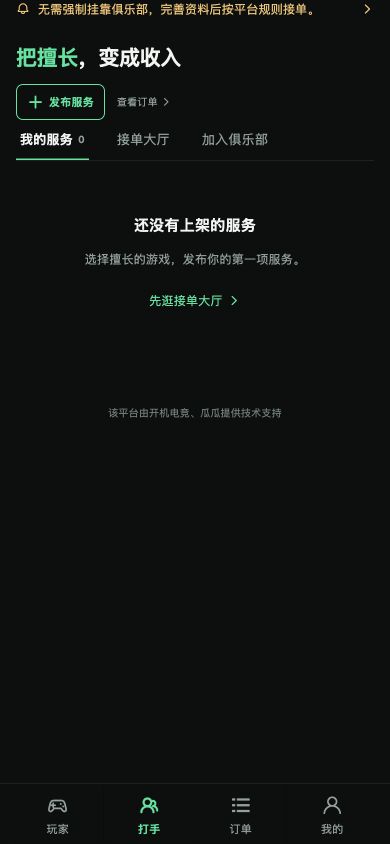 无需强制挂靠俱乐部，完善资料后按平台规则接单。
把擅长，变成收入
发布服务 查看订单
我的服务 0 接单大厅 加入俱乐部
还没有上架的服务
选择擅长的游戏，发布你的第一项服务。
先逛接单大厅
该平台由开机电竞、瓜瓜提供技术支持
玩家 打手 订单 我的